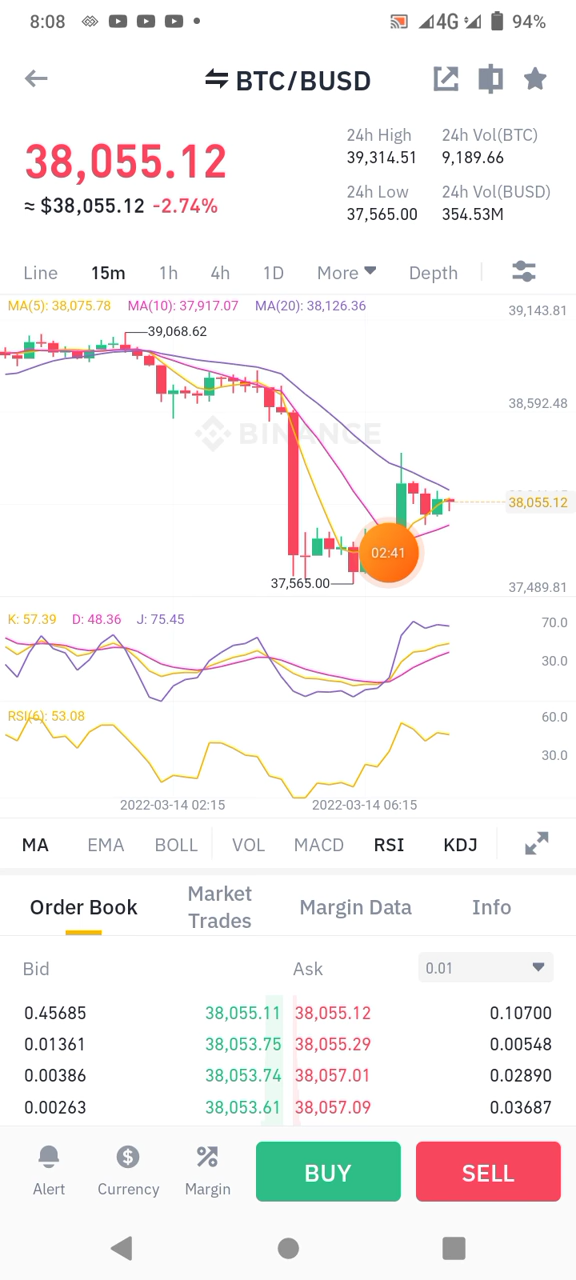 8:08 4G 94%
BTC/BUSD
38,055.12
≈ $38,055.12 -2.74%
24h High 24h Vol(BTC)
39,314.51 9,189.66
24h Low 24h Vol(BUSD)
37,565.00 354.53M
Line 15m 1h 4h 1D More Depth
MA(5): 38,075.78 MA(10): 37,917.07 MA(20): 38,126.36
39,143.81
39,068.62
38,592.48
BINANCE
38,055.12
02:41
37,565.00
37,489.81
K: 57.39 D: 48.36 J: 75.45
70.0
30.0
RSI(6): 53.08
60.0
30.0
2022-03-14 02:15 2022-03-14 06:15
MA EMA BOLL VOL MACD RSI KDJ
Order Book Market Trades Margin Data Info
Bid Ask 0.01
0.45685 38,055.11 38,055.12 0.10700
0.01361 38,053.75 38,055.29 0.00548
0.00386 38,053.74 38,057.01 0.02890
0.00263 38,053.61 38,057.09 0.03687
Alert Currency Margin BUY SELL